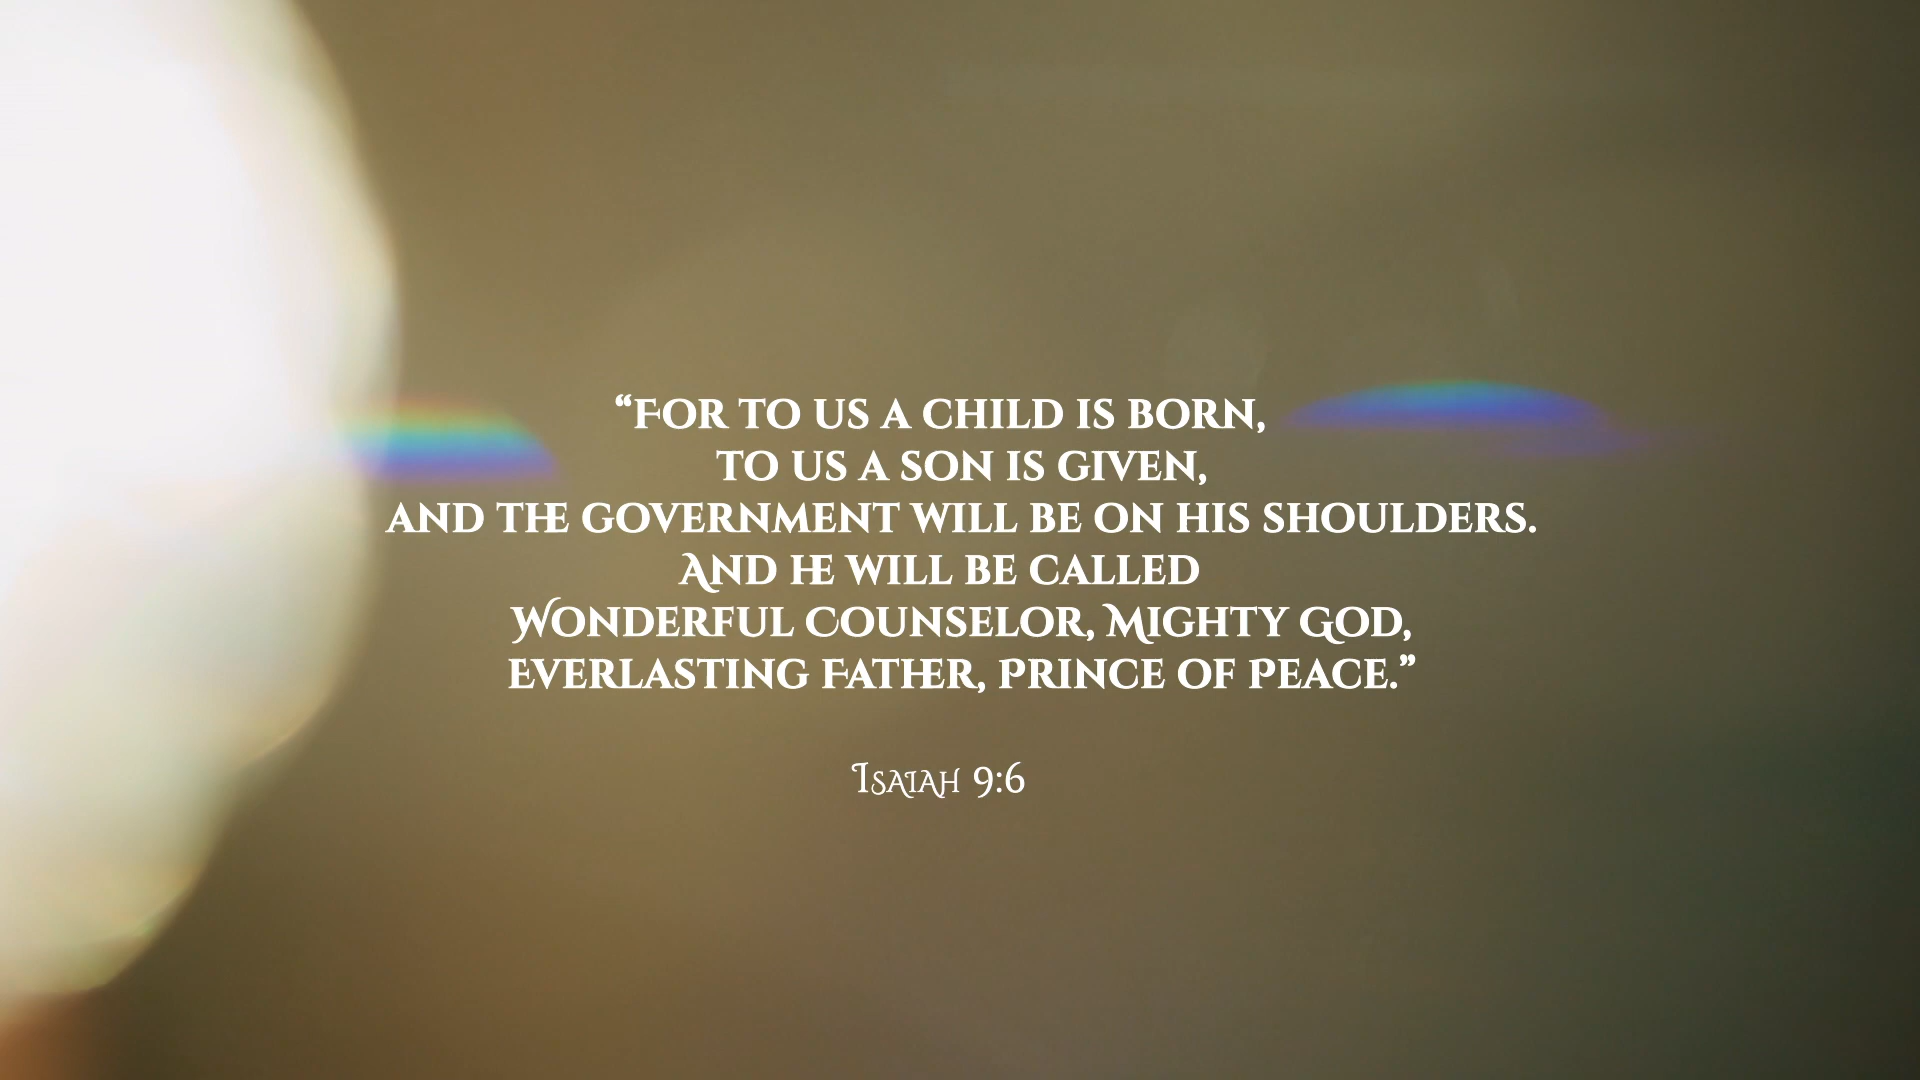 “For to us a child is born,
to us a son is given,
and the government will be on his shoulders.
And he will be called
Wonderful Counselor, Mighty God,
Everlasting Father, Prince of Peace.”
Isaiah 9:6